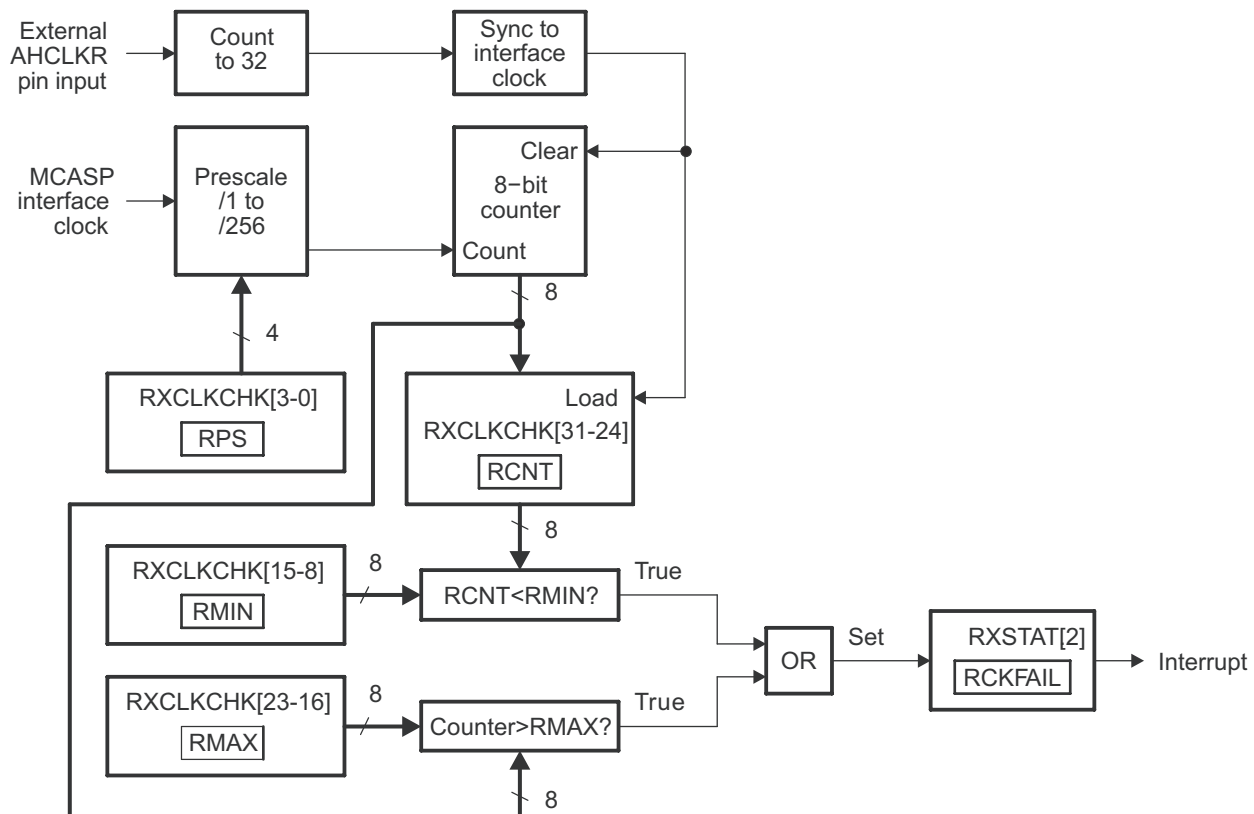 External
AHCLKR
pin input
Count
to 32
Sync to
interface
clock
MCASP
interface
clock
Prescale
/1 to
/256
Clear
8−bit
counter
Count
8
4
RXCLKCHK[3-0]
RPS
Load
RXCLKCHK[31-24]
RCNT
8
RXCLKCHK[15-8]
RMIN
8
RCNT<RMIN?
True
OR
Set
RXSTAT[2]
RCKFAIL
Interrupt
RXCLKCHK[23-16]
RMAX
8
Counter>RMAX?
True
8